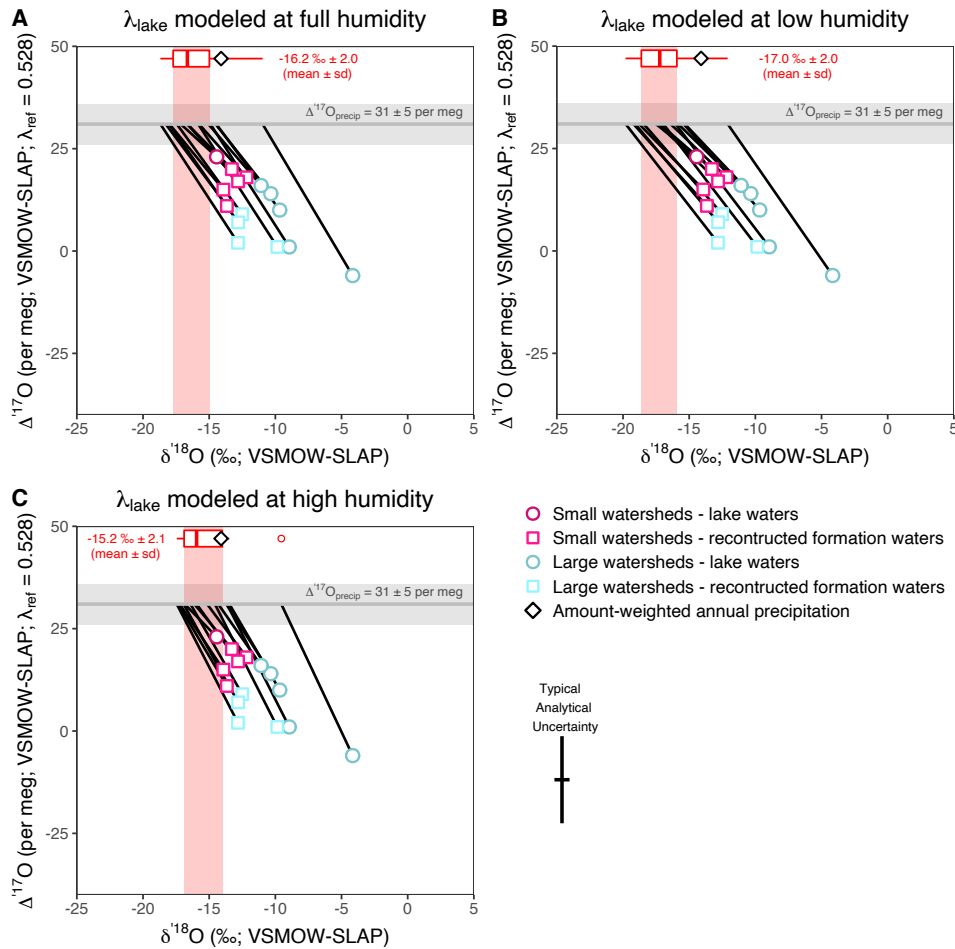 A
λlake modeled at full humidity
-16.2 ‰ ± 2.0
(mean ± sd)
Δ'17Oprecip = 31 ± 5 per meg
50
25
0
-25
-25
-20
-15
-10
-5
0
5
Δ'17O (per meg; VSMOW-SLAP; λref = 0.528)
δ'18O (‰; VSMOW-SLAP)
B
λlake modeled at low humidity
-17.0 ‰ ± 2.0
(mean ± sd)
Δ'17Oprecip = 31 ± 5 per meg
50
25
0
-25
-25
-20
-15
-10
-5
0
5
Δ'17O (per meg; VSMOW-SLAP; λref = 0.528)
δ'18O (‰; VSMOW-SLAP)
C
λlake modeled at high humidity
-15.2 ‰ ± 2.1
(mean ± sd)
Δ'17Oprecip = 31 ± 5 per meg
50
25
0
-25
-25
-20
-15
-10
-5
0
5
Δ'17O (per meg; VSMOW-SLAP; λref = 0.528)
δ'18O (‰; VSMOW-SLAP)
Small watersheds - lake waters
Small watersheds - recontructed formation waters
Large watersheds - lake waters
Large watersheds - recontructed formation waters
Amount-weighted annual precipitation
Typical
Analytical
Uncertainty